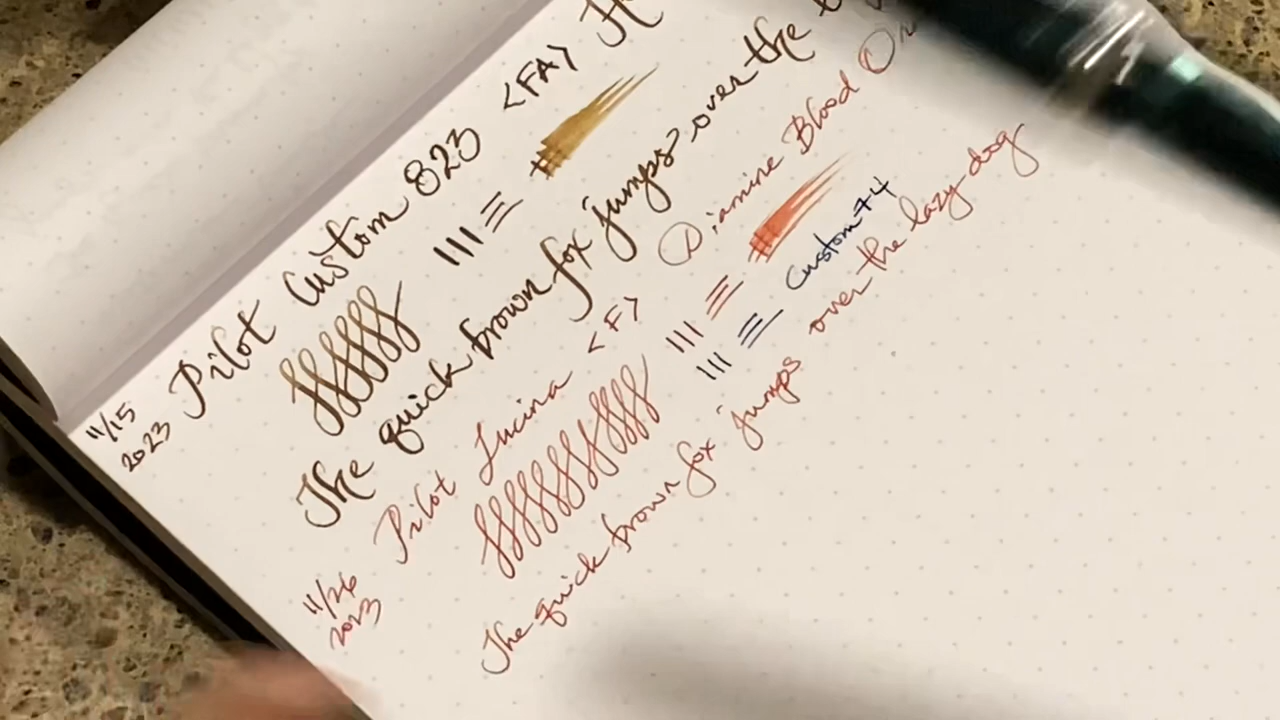 11/15
2023
Pilot Custom 823 <FA>
The quick brown fox jumps over the
11/26
2023
Pilot Lucina <F> Diamine Blood
Custom 74
The quick brown fox jumps over the lazy dog